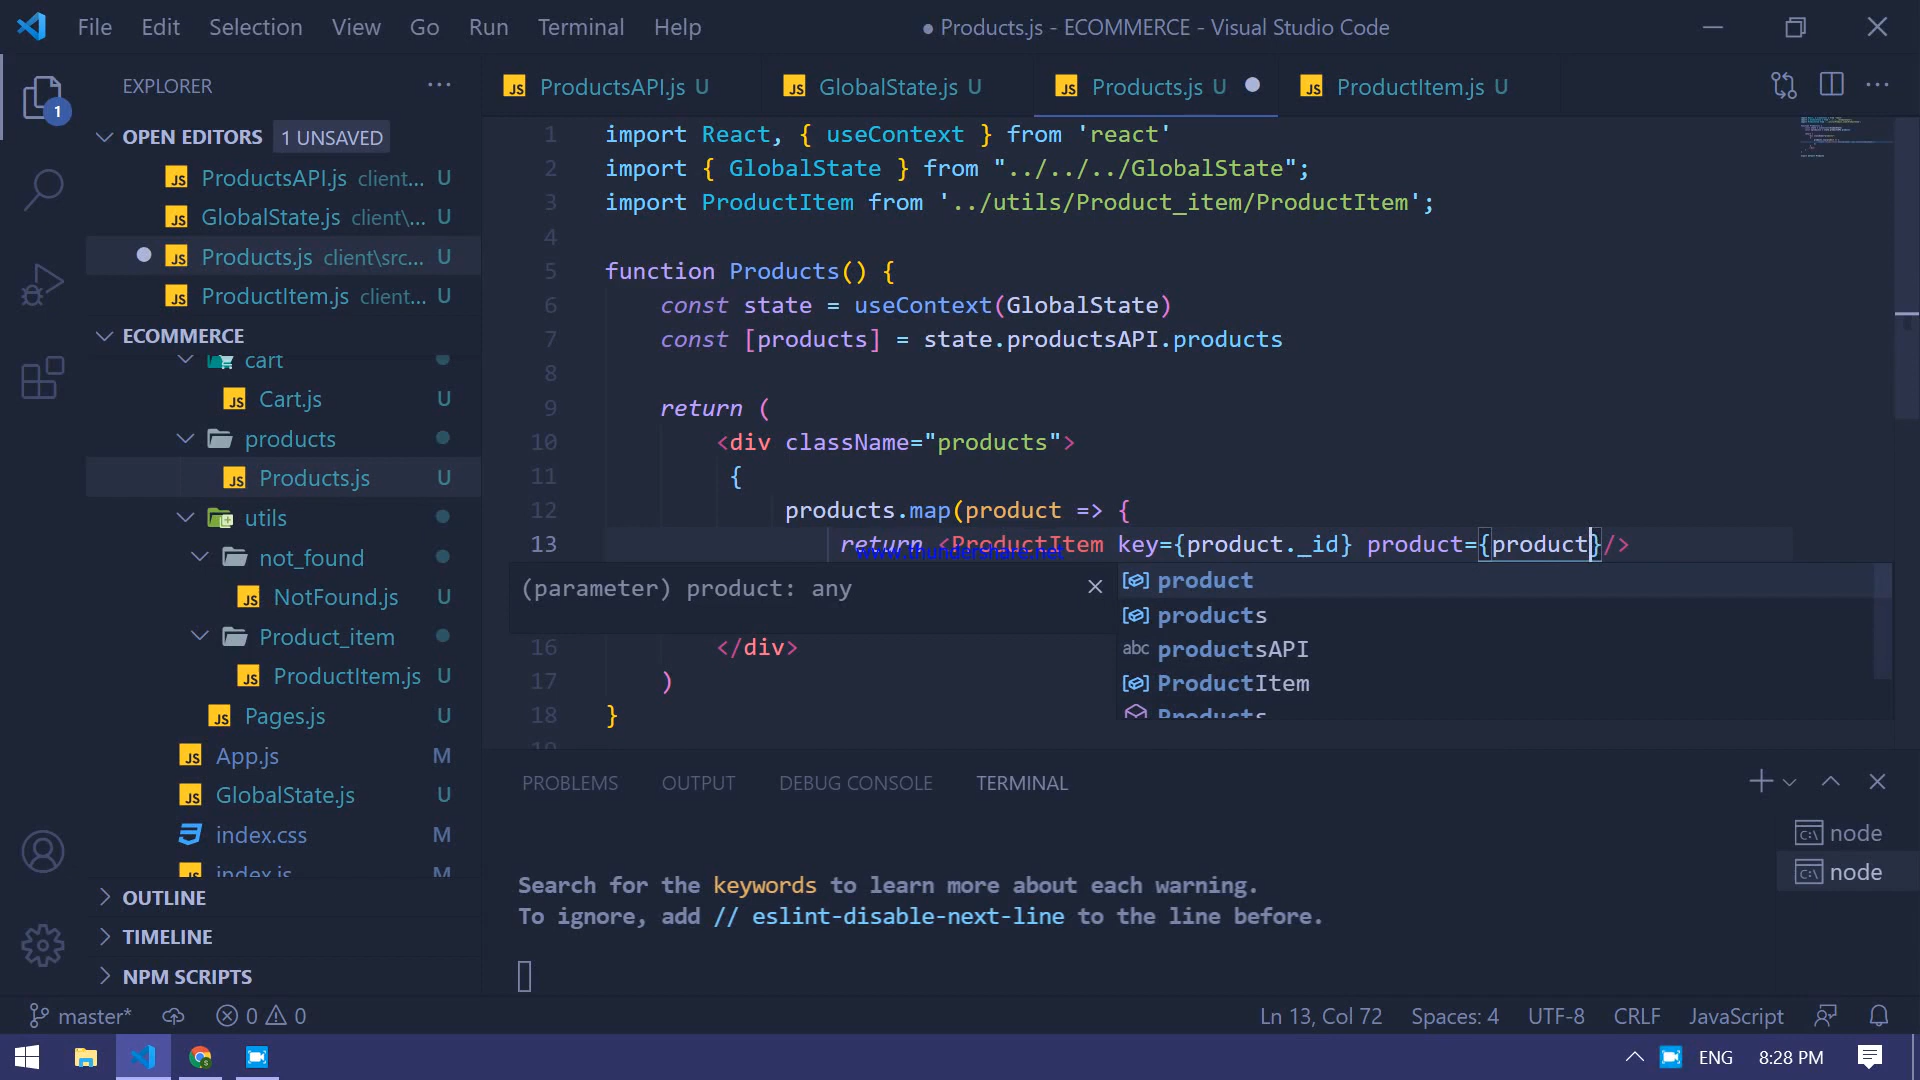 File Edit Selection View Go Run Terminal Help
● Products.js - ECOMMERCE - Visual Studio Code
EXPLORER
OPEN EDITORS 1 UNSAVED
ProductsAPI.js client... U
GlobalState.js client\... U
Products.js client\src... U
ProductItem.js client... U
ECOMMERCE
cart
Cart.js U
products
Products.js U
utils
not_found
NotFound.js U
Product_item
ProductItem.js U
Pages.js U
App.js M
GlobalState.js U
index.css M
index.js M
OUTLINE
TIMELINE
NPM SCRIPTS
1
ProductsAPI.js U
GlobalState.js U
Products.js U
ProductItem.js U
1 import React, { useContext } from 'react'
2 import { GlobalState } from "../../../GlobalState";
3 import ProductItem from '../utils/Product_item/ProductItem';
4
5 function Products() {
6 const state = useContext(GlobalState)
7 const [products] = state.productsAPI.products
8
9 return (
10 <div className="products">
11 {
12 products.map(product => {
13 return <ProductItem key={product._id} product={product}/>
www.thundershare.net
(parameter) product: any
product
products
abc productsAPI
ProductItem
Products
16 </div>
17 )
18 }
19
PROBLEMS OUTPUT DEBUG CONSOLE TERMINAL
Search for the keywords to learn more about each warning.
To ignore, add // eslint-disable-next-line to the line before.
node
node
master* 0 0
Ln 13, Col 72 Spaces: 4 UTF-8 CRLF JavaScript
ENG 8:28 PM